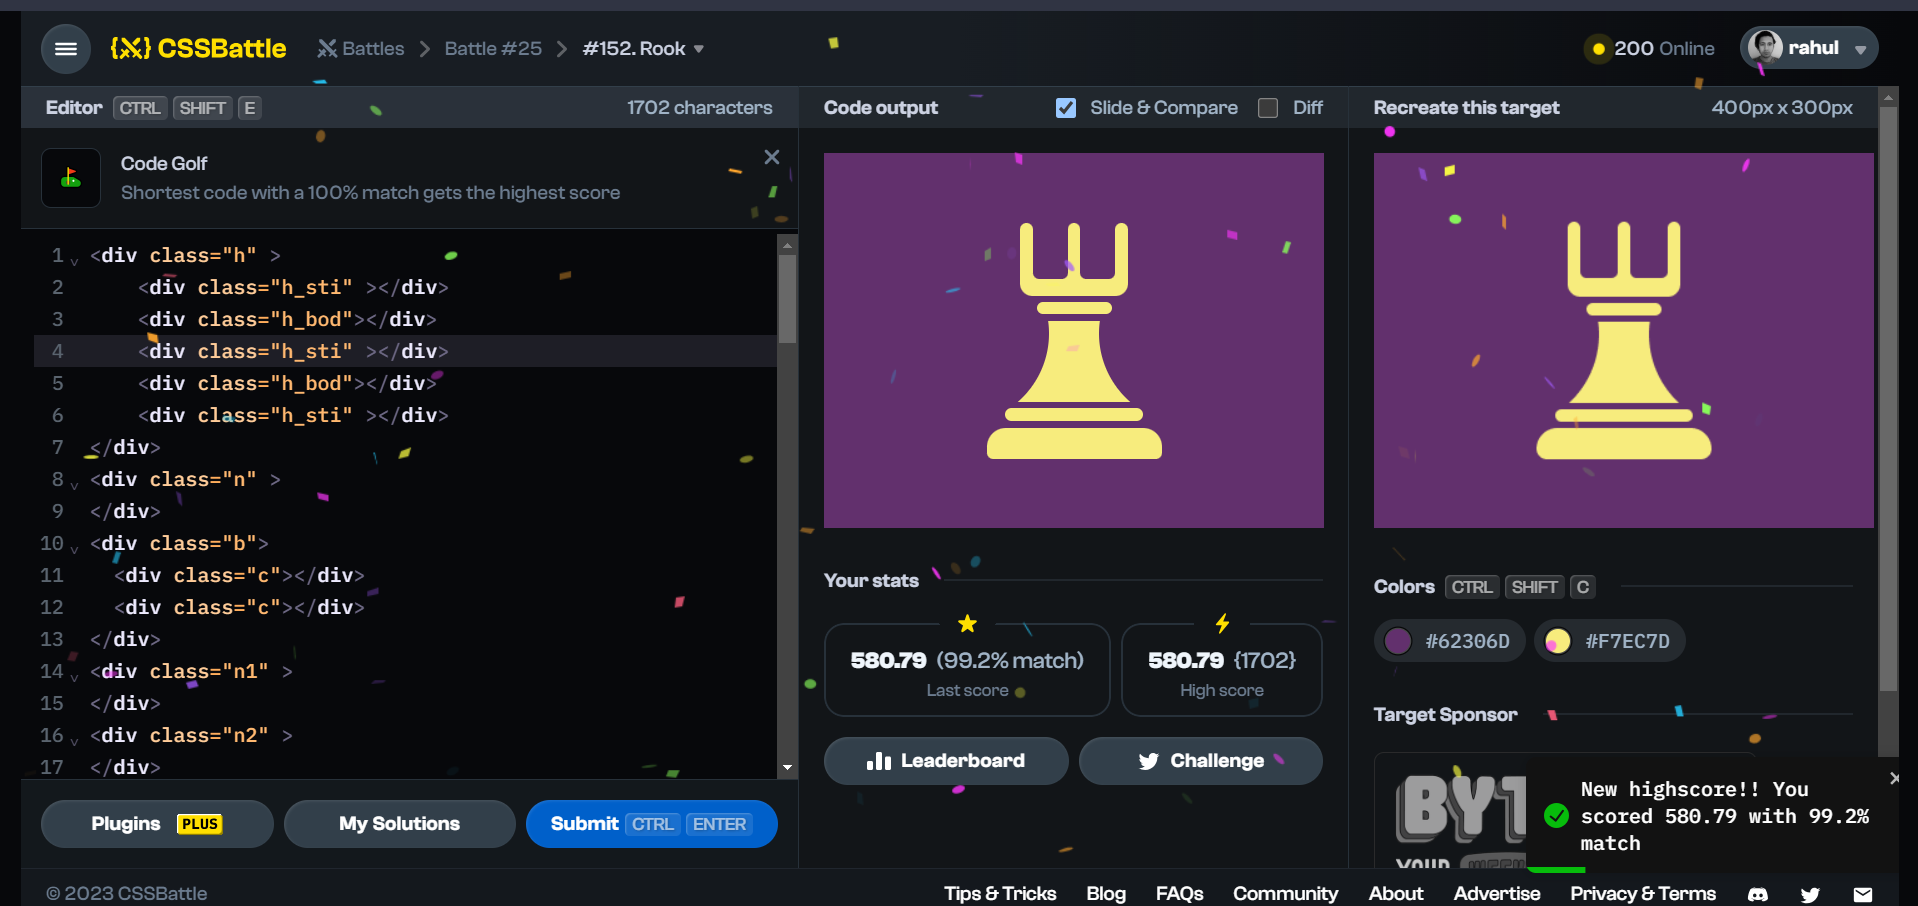 {X} CSSBattle
Battles
Battle #25
#152. Rook
200 Online
rahul
Editor CTRL SHIFT E
1702 characters
Code output
Slide & Compare
Diff
Recreate this target
400px x 300px
Code Golf
Shortest code with a 100% match gets the highest score
1 <div class="h" >
2 <div class="h_sti" ></div>
3 <div class="h_bod"></div>
4 <div class="h_sti" ></div>
5 <div class="h_bod"></div>
6 <div class="h_sti" ></div>
7 </div>
8 <div class="n" >
9 </div>
10 <div class="b">
11 <div class="c"></div>
12 <div class="c"></div>
13 </div>
14 <div class="n1" >
15 </div>
16 <div class="n2" >
17 </div>
Plugins PLUS
My Solutions
Submit CTRL ENTER
Your stats
580.79 (99.2% match)
Last score
580.79 {1702}
High score
Leaderboard
Challenge
Colors CTRL SHIFT C
#62306D
#F7EC7D
Target Sponsor
BYT
YOUR WEEK
New highscore!! You
scored 580.79 with 99.2%
match
© 2023 CSSBattle
Tips & Tricks
Blog
FAQs
Community
About
Advertise
Privacy & Terms